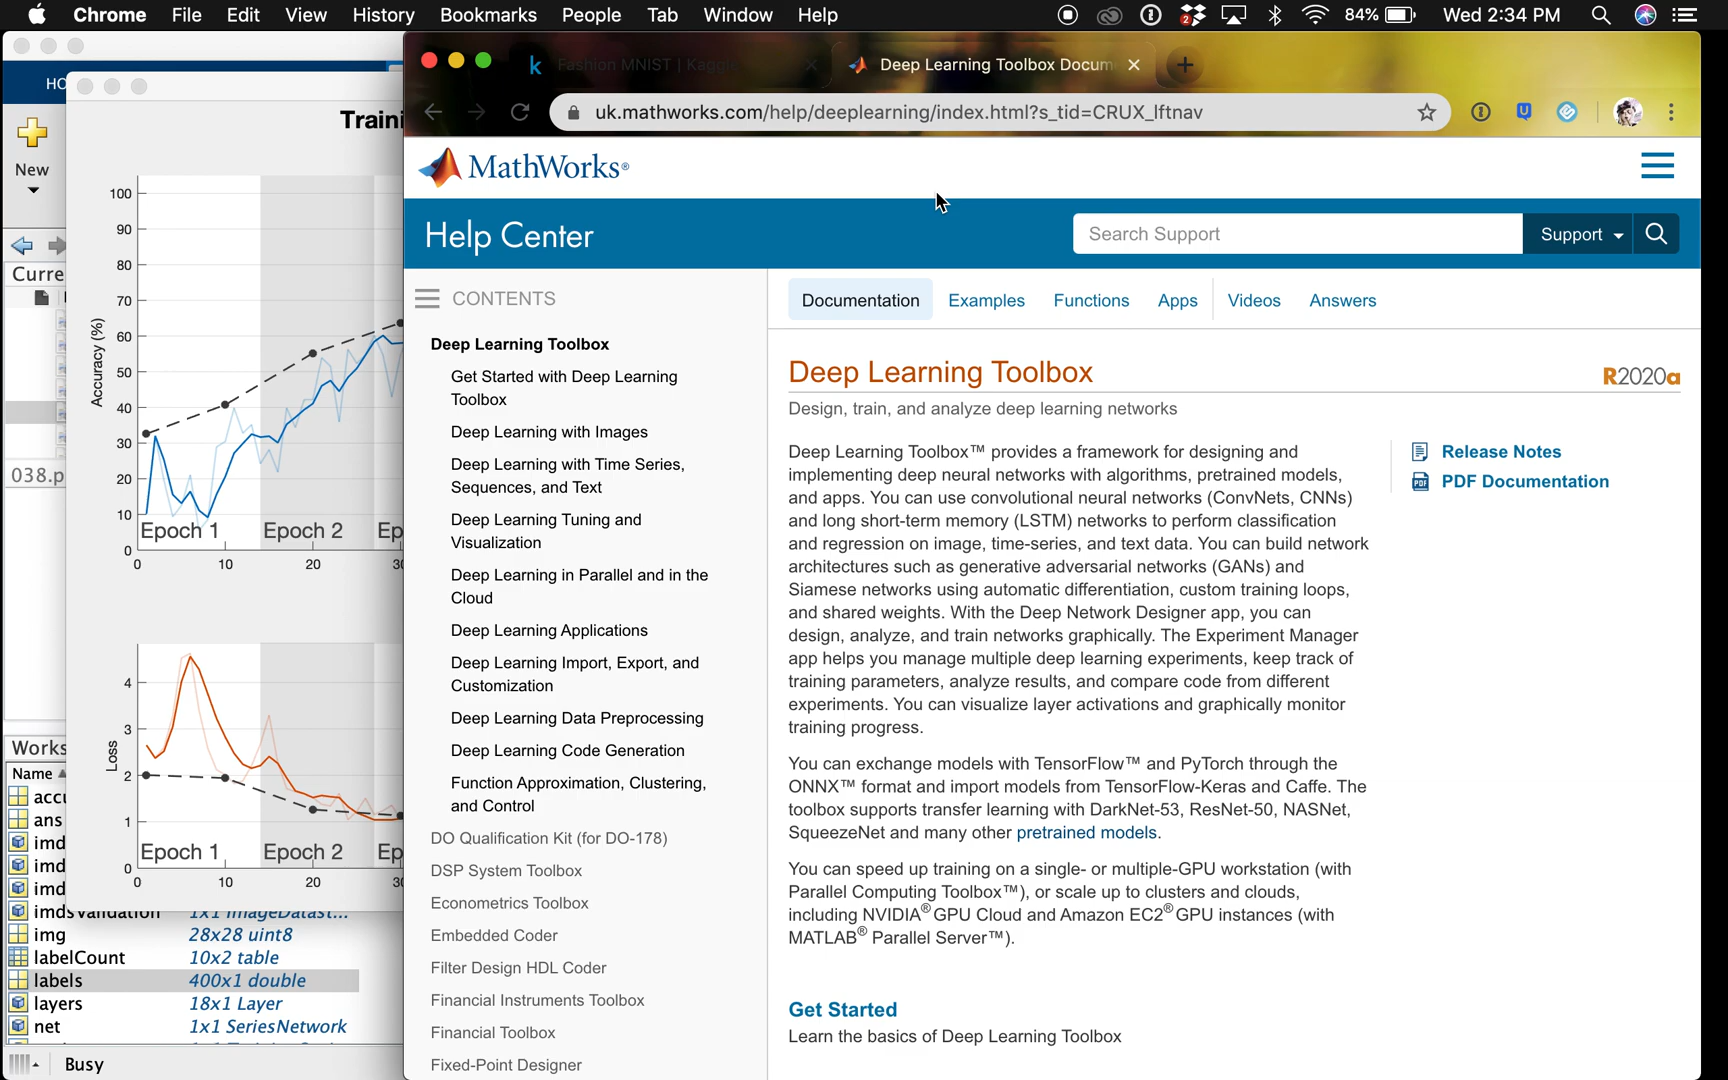 Chrome File Edit View History Bookmarks People Tab Window Help 2 84% Wed 2:34 PM
Fashion MNIST | Kaggle
Deep Learning Toolbox Docum
uk.mathworks.com/help/deeplearning/index.html?s_tid=CRUX_lftnav
MathWorks®
Help Center
Search Support
Support
CONTENTS
Deep Learning Toolbox
Get Started with Deep Learning
Toolbox
Deep Learning with Images
Deep Learning with Time Series,
Sequences, and Text
Deep Learning Tuning and
Visualization
Deep Learning in Parallel and in the
Cloud
Deep Learning Applications
Deep Learning Import, Export, and
Customization
Deep Learning Data Preprocessing
Deep Learning Code Generation
Function Approximation, Clustering,
and Control
DO Qualification Kit (for DO-178)
DSP System Toolbox
Econometrics Toolbox
Embedded Coder
Filter Design HDL Coder
Financial Instruments Toolbox
Financial Toolbox
Fixed-Point Designer
Documentation Examples Functions Apps Videos Answers
Deep Learning Toolbox
R2020a
Design, train, and analyze deep learning networks
Deep Learning Toolbox™ provides a framework for designing and
implementing deep neural networks with algorithms, pretrained models,
and apps. You can use convolutional neural networks (ConvNets, CNNs)
and long short-term memory (LSTM) networks to perform classification
and regression on image, time-series, and text data. You can build network
architectures such as generative adversarial networks (GANs) and
Siamese networks using automatic differentiation, custom training loops,
and shared weights. With the Deep Network Designer app, you can
design, analyze, and train networks graphically. The Experiment Manager
app helps you manage multiple deep learning experiments, keep track of
training parameters, analyze results, and compare code from different
experiments. You can visualize layer activations and graphically monitor
training progress.
You can exchange models with TensorFlow™ and PyTorch through the
ONNX™ format and import models from TensorFlow-Keras and Caffe. The
toolbox supports transfer learning with DarkNet-53, ResNet-50, NASNet,
SqueezeNet and many other pretrained models.
You can speed up training on a single- or multiple-GPU workstation (with
Parallel Computing Toolbox™), or scale up to clusters and clouds,
including NVIDIA® GPU Cloud and Amazon EC2® GPU instances (with
MATLAB® Parallel Server™).
Get Started
Learn the basics of Deep Learning Toolbox
Release Notes
PDF Documentation
HO
New
Curre
038.p
Traini
Accuracy (%)
100
90
80
70
60
50
40
30
20
10
0
Epoch 1 Epoch 2 Ep
0 10 20 30
Loss
4
3
2
1
0
Epoch 1 Epoch 2 Ep
0 10 20 30
Works
Name
accu
ans
imd
imd
imd
imdsValidation 1x1 ImageDatast...
img 28x28 uint8
labelCount 10x2 table
labels 400x1 double
layers 18x1 Layer
net 1x1 SeriesNetwork
Busy